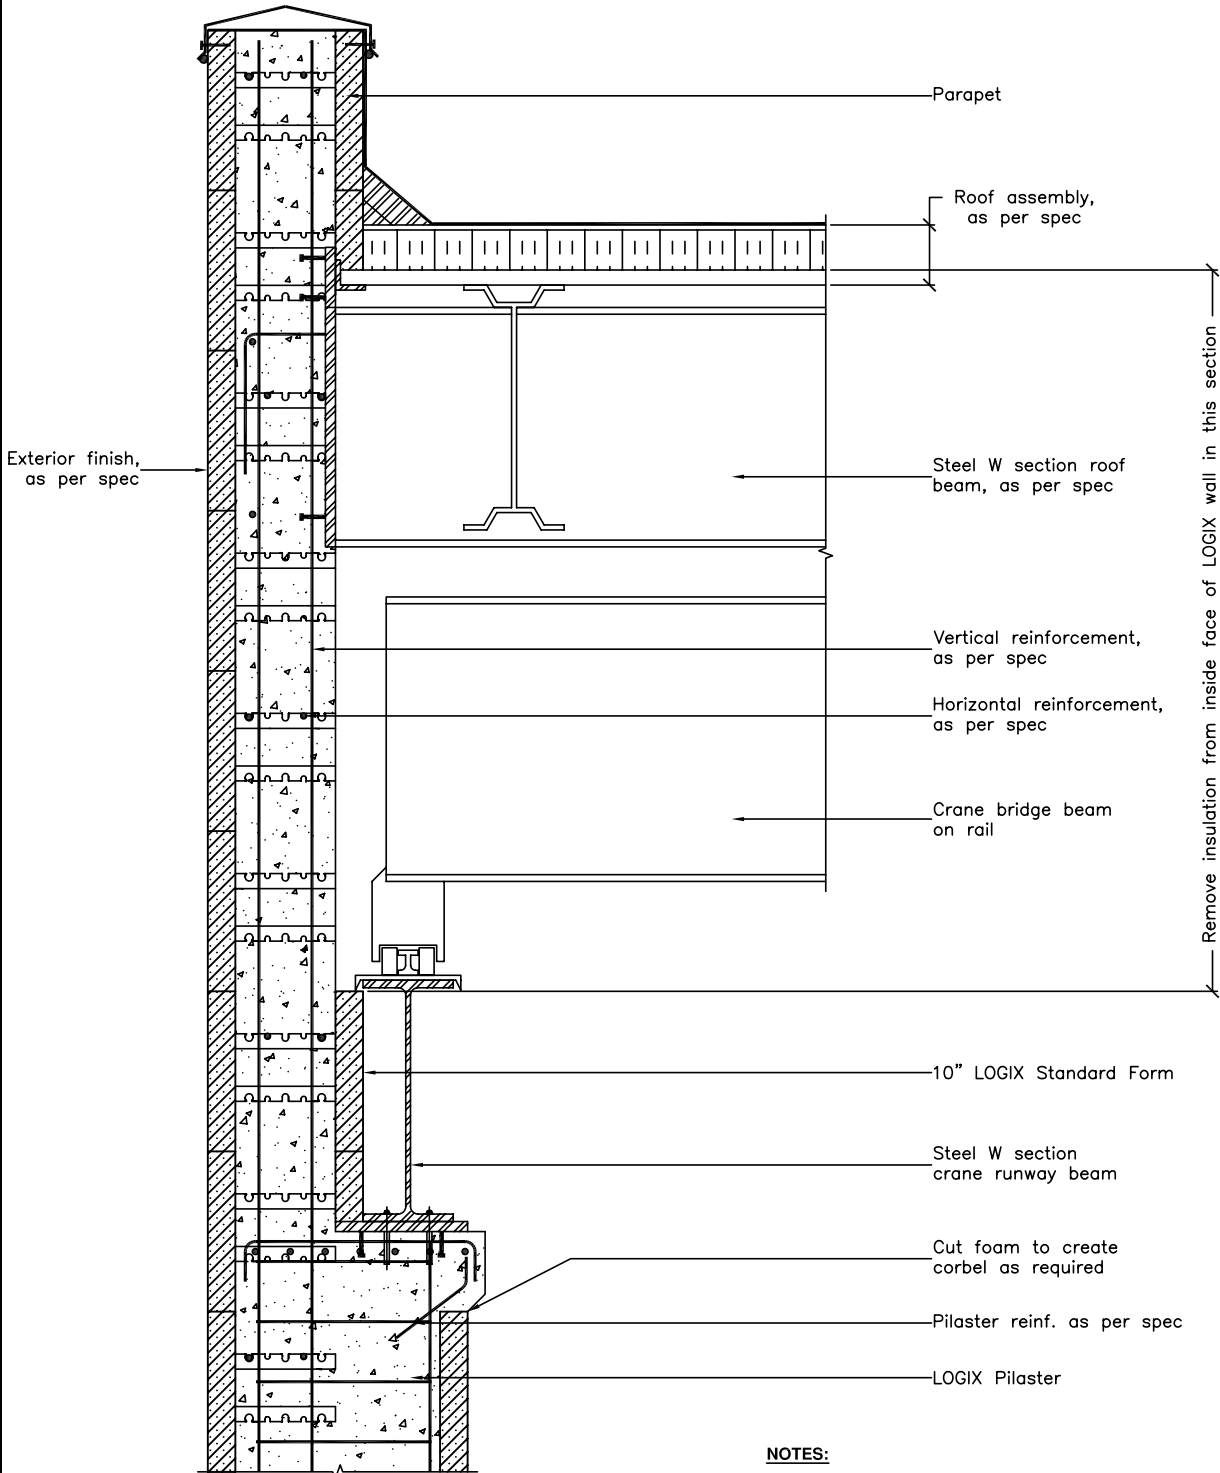 Parapet
Roof assembly,
as per spec
Remove insulation from inside face of LOGIX wall in this section
Exterior finish,
as per spec
Steel W section roof
beam, as per spec
Vertical reinforcement,
as per spec
Horizontal reinforcement,
as per spec
Crane bridge beam
on rail
10” LOGIX Standard Form
Steel W section
crane runway beam
Cut foam to create
corbel as required
Pilaster reinf. as per spec
LOGIX Pilaster
NOTES: